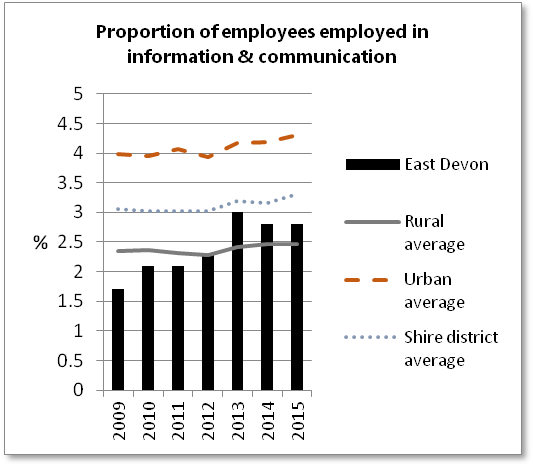 Proportion of employees employed in
information & communication
5
4.5
4
3.5
3
2.5
2
1.5
1
0.5
0
%
2009
2010
2011
2012
2013
2014
2015
East Devon
Rural
average
Urban
average
Shire district
average